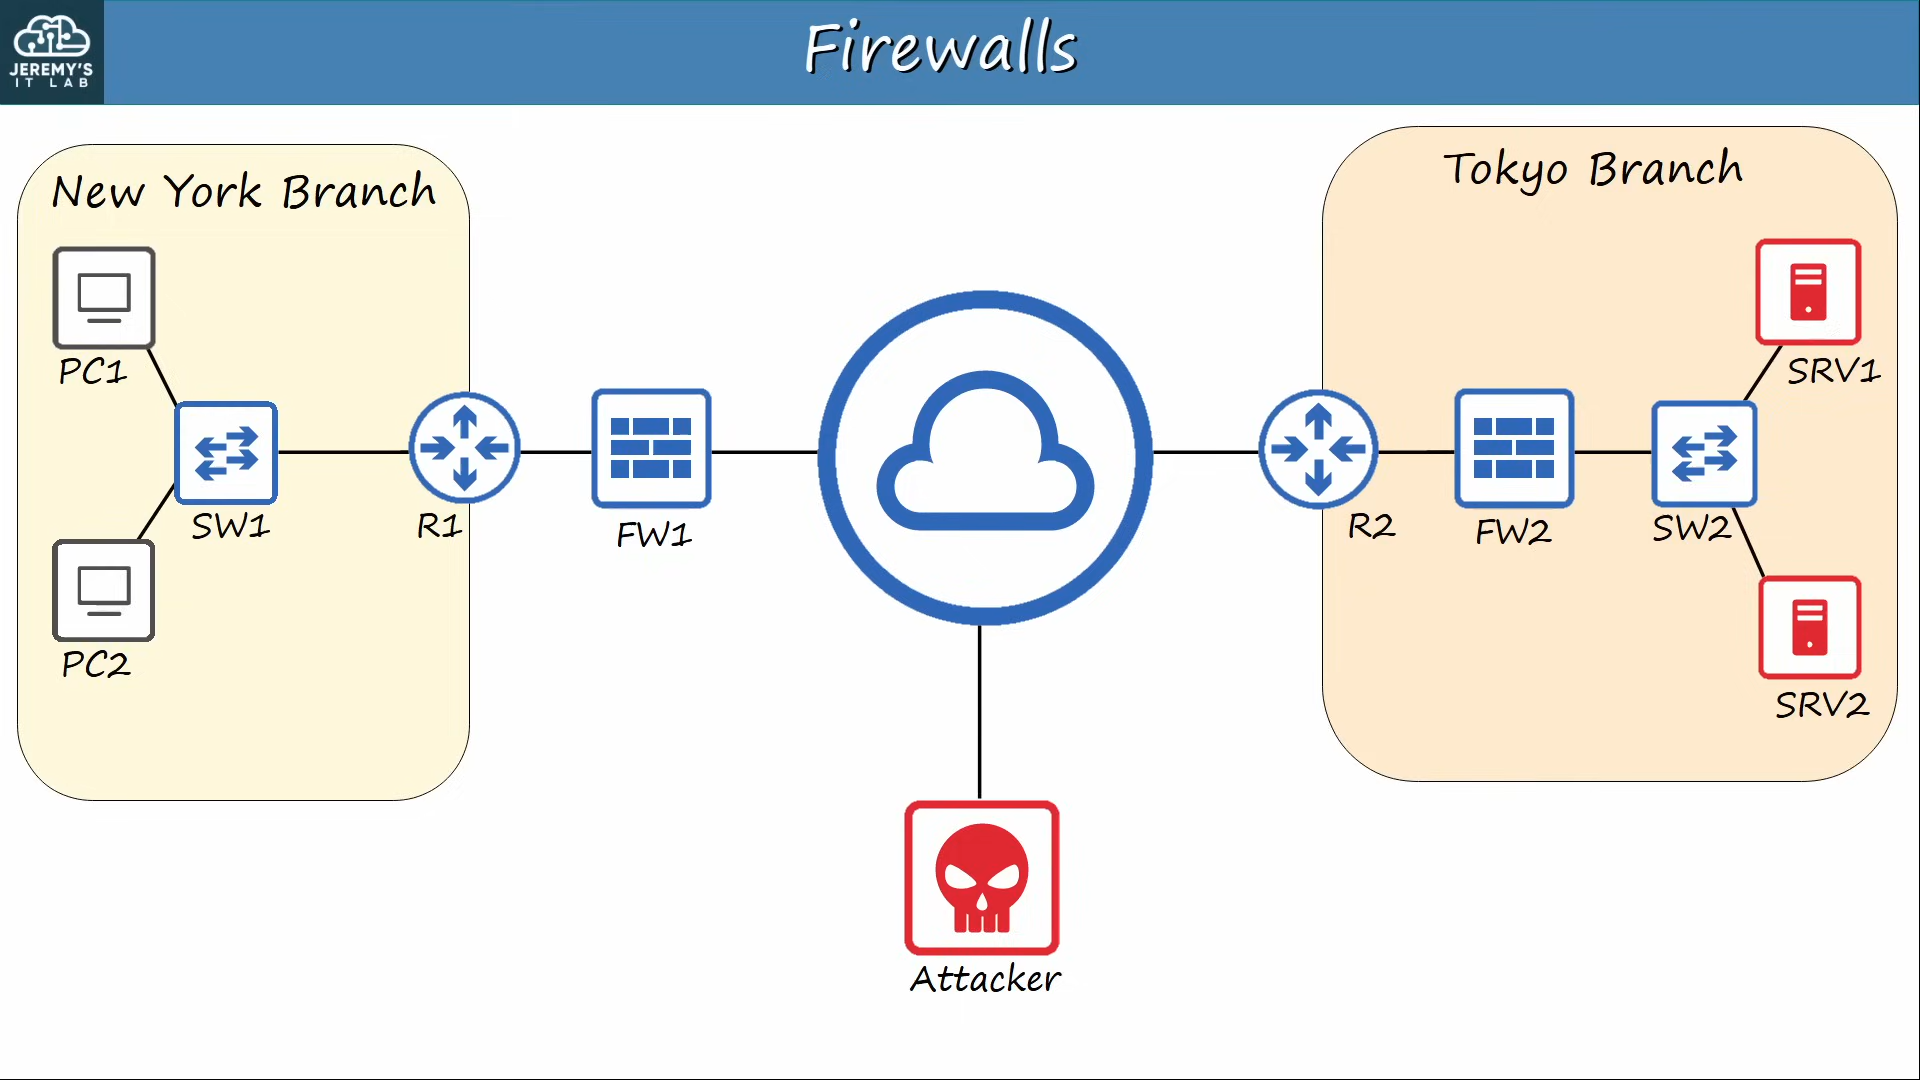 JEREMY'S
IT LAB
Firewalls
New York Branch
Tokyo Branch
PC1
SRV1
SW1
R1
FW1
R2
FW2
SW2
PC2
SRV2
Attacker